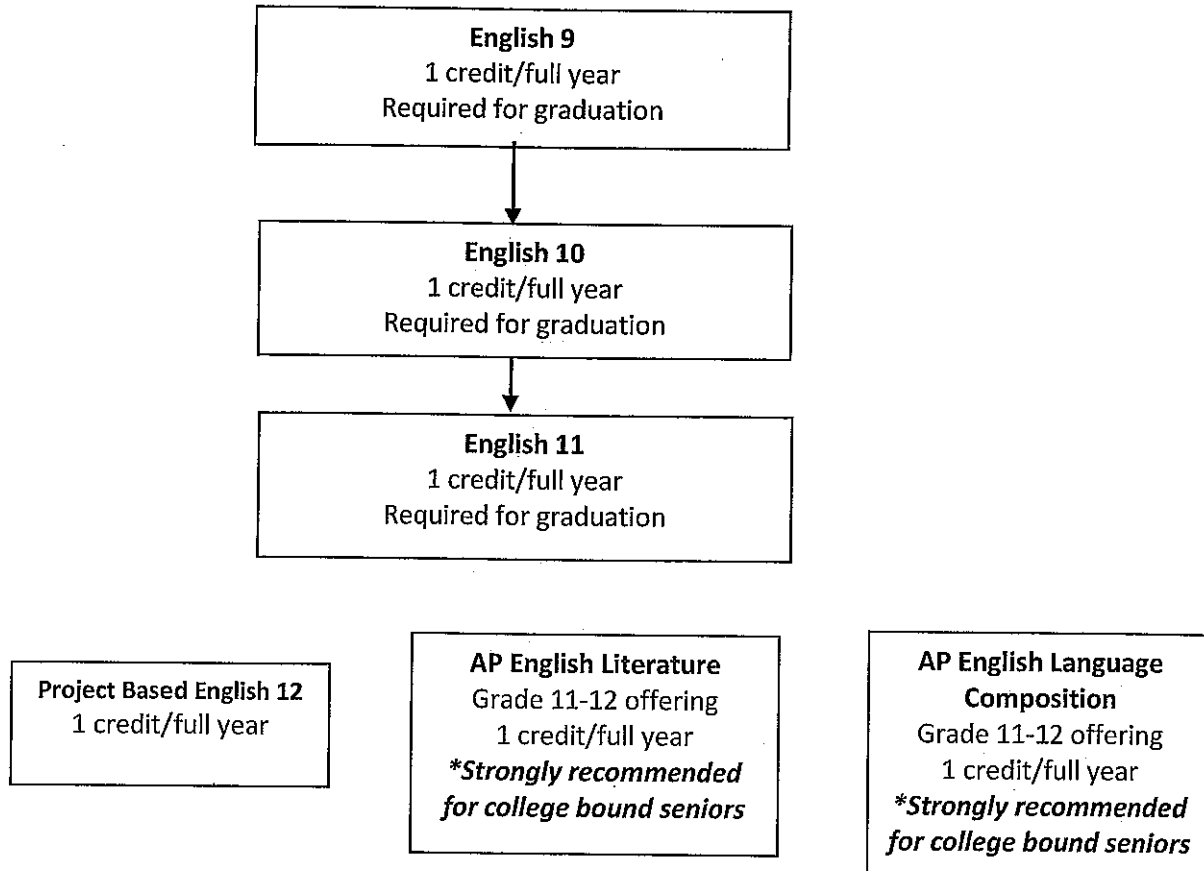 English 9
1 credit/full year
Required for graduation
English 10
1 credit/full year
Required for graduation
English 11
1 credit/full year
Required for graduation
Project Based English 12
1 credit/full year
AP English Literature
Grade 11-12 offering
1 credit/full year
*Strongly recommended
for college bound seniors
AP English Language
Composition
Grade 11-12 offering
1 credit/full year
*Strongly recommended
for college bound seniors